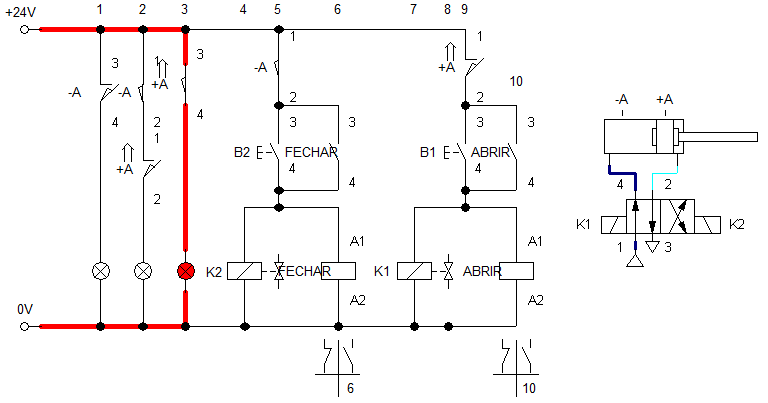 1 2 3 4 5 6 7 8 9
+24V
3 1 3 1 1
+A -A +A
10
-A -A 2 2 -A +A
4 2 4 3 3 3 3
1 B2 FECHAR B1 ABRIR
+A 4 4 4 4 4 2
2 K1 K2
A1 A1 1 3
K2 FECHAR K1 ABRIR
A2 A2
0V
6 10